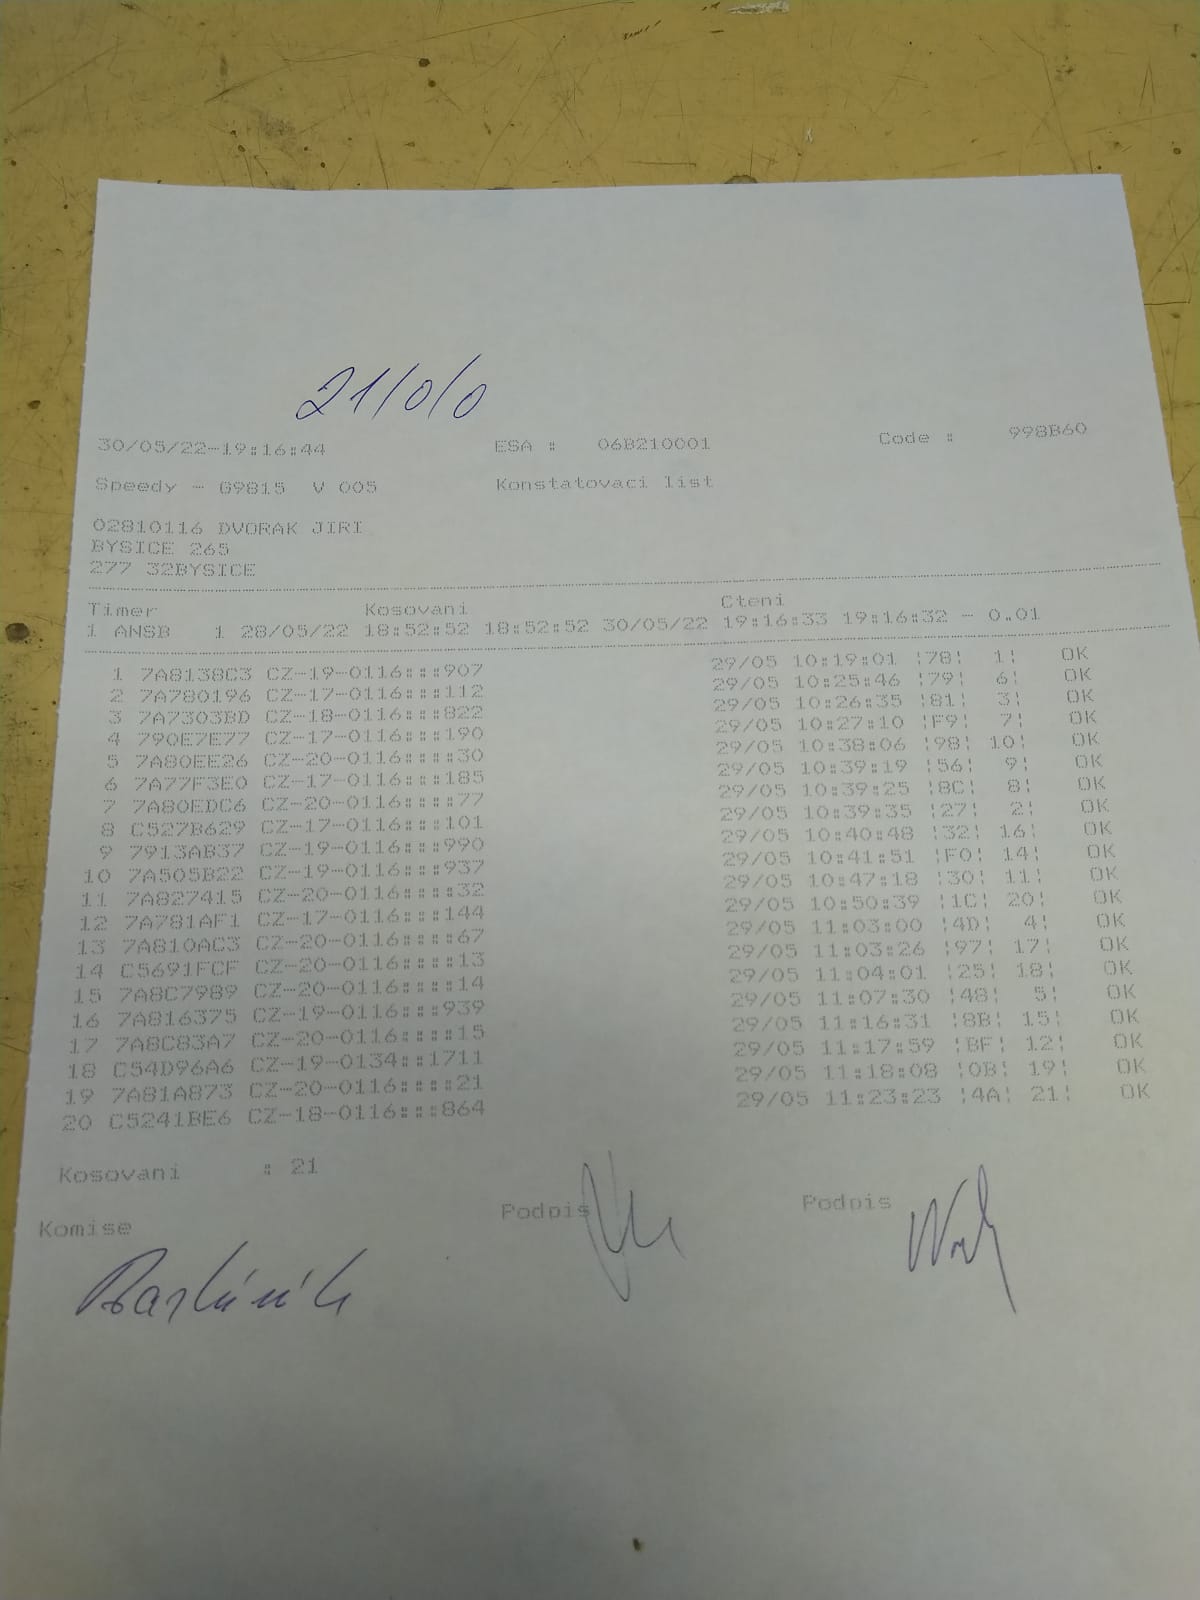 21/0/0
30/05/22-19:16:44 ESA : 06B210001 Code : 998B60
Speedy - G9815 V 005 Konstatovaci list
02810116 DVORAK JIRI
BYSICE 265
277 32BYSICE
Timer Kosovani Cteni
1 ANSB 1 28/05/22 18:52:52 18:52:52 30/05/22 19:16:33 19:16:32 - 0.01
1 7A8138C3 CZ-19-0116:::907 29/05 10:19:01 ¦78¦ 1¦ OK
2 7A780196 CZ-17-0116:::112 29/05 10:25:46 ¦79¦ 6¦ OK
3 7A7303BD CZ-18-0116:::822 29/05 10:26:35 ¦81¦ 3¦ OK
4 790E7E77 CZ-17-0116:::190 29/05 10:27:10 ¦F9¦ 7¦ OK
5 7A80EE26 CZ-20-0116::::30 29/05 10:38:06 ¦98¦ 10¦ OK
6 7A77F3E0 CZ-17-0116:::185 29/05 10:39:19 ¦56¦ 9¦ OK
7 7A80EDC6 CZ-20-0116::::77 29/05 10:39:25 ¦8C¦ 8¦ OK
8 C527B629 CZ-17-0116:::101 29/05 10:39:35 ¦27¦ 2¦ OK
9 7913AB37 CZ-19-0116:::990 29/05 10:40:48 ¦32¦ 16¦ OK
10 7A505B22 CZ-19-0116:::937 29/05 10:41:51 ¦F0¦ 14¦ OK
11 7A827415 CZ-20-0116::::32 29/05 10:47:18 ¦30¦ 11¦ OK
12 7A781AF1 CZ-17-0116:::144 29/05 10:50:39 ¦1C¦ 20¦ OK
13 7A810AC3 CZ-20-0116::::67 29/05 11:03:00 ¦4D¦ 4¦ OK
14 C5691FCF CZ-20-0116::::13 29/05 11:03:26 ¦97¦ 17¦ OK
15 7A8C7989 CZ-20-0116::::14 29/05 11:04:01 ¦25¦ 18¦ OK
16 7A816375 CZ-19-0116:::939 29/05 11:07:30 ¦48¦ 5¦ OK
17 7A8C83A7 CZ-20-0116::::15 29/05 11:16:31 ¦8B¦ 15¦ OK
18 C54D96A6 CZ-19-0134::1711 29/05 11:17:59 ¦BF¦ 12¦ OK
19 7A81A873 CZ-20-0116::::21 29/05 11:18:08 ¦0B¦ 19¦ OK
20 C5241BE6 CZ-18-0116:::864 29/05 11:23:23 ¦4A¦ 21¦ OK
Kosovani : 21
Komise Podpis Podpis